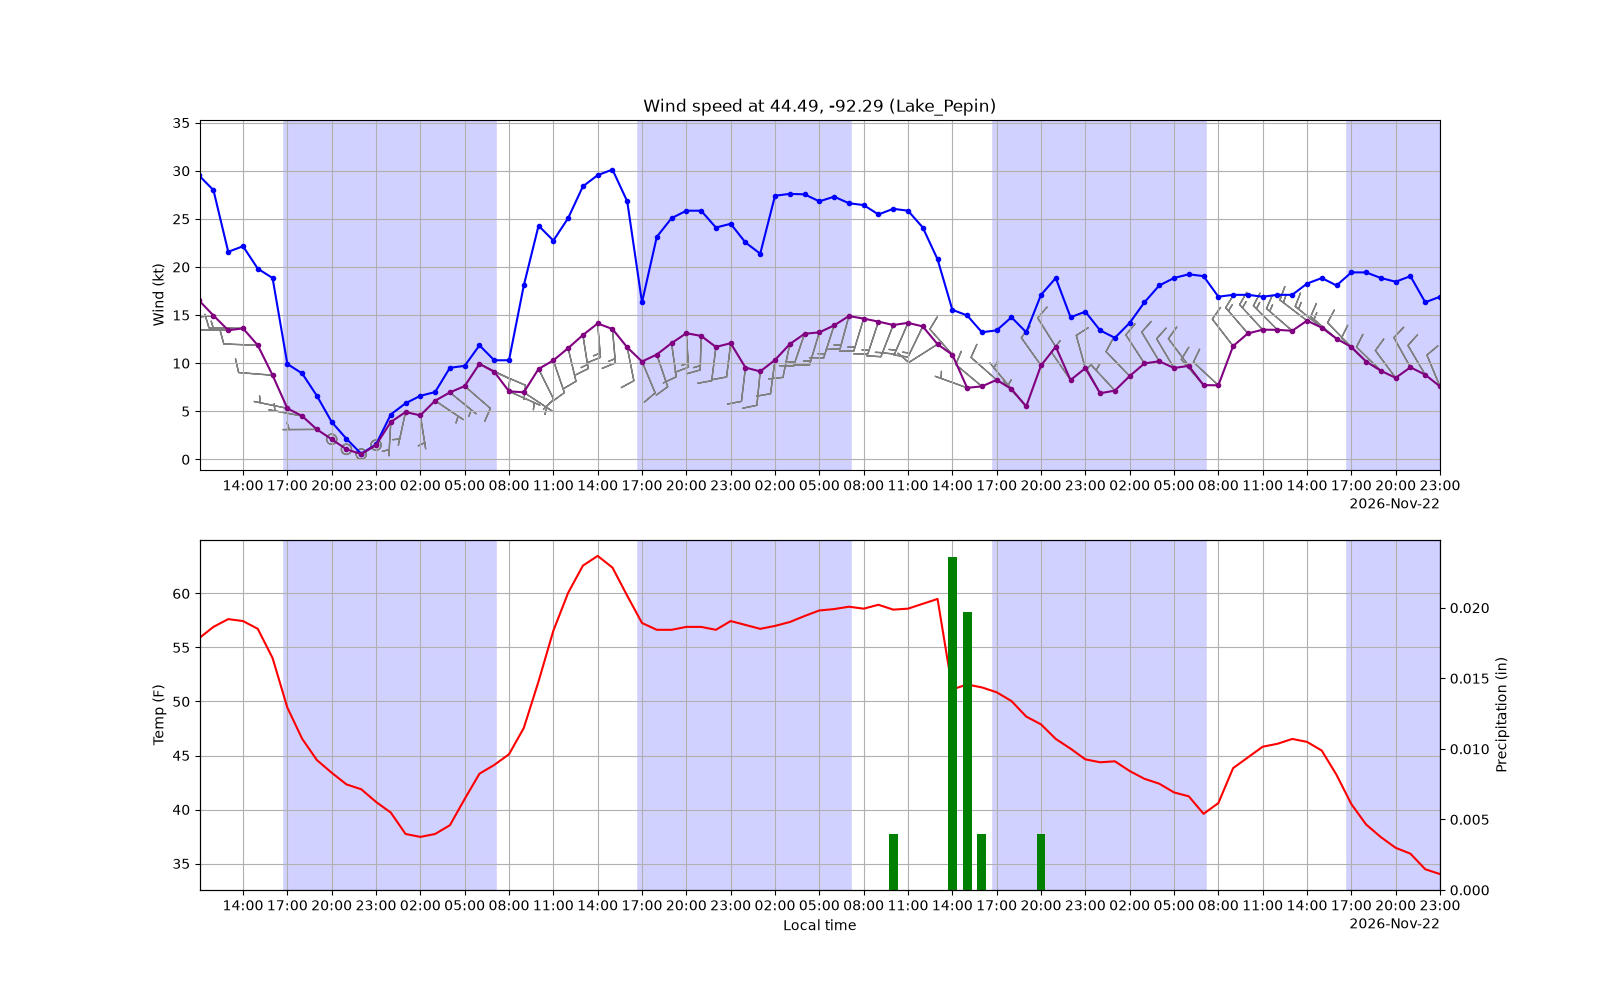 Wind speed at 44.49, -92.29 (Lake_Pepin)
35
30
25
20
15
10
5
0
Wind (kt)
14:00 17:00 20:00 23:00 02:00 05:00 08:00 11:00 14:00 17:00 20:00 23:00 02:00 05:00 08:00 11:00 14:00 17:00 20:00 23:00 02:00 05:00 08:00 11:00 14:00 17:00 20:00 23:00
2026-Nov-22
60
55
50
45
40
35
Temp (F)
0.020
0.015
0.010
0.005
0.000
Precipitation (in)
14:00 17:00 20:00 23:00 02:00 05:00 08:00 11:00 14:00 17:00 20:00 23:00 02:00 05:00 08:00 11:00 14:00 17:00 20:00 23:00 02:00 05:00 08:00 11:00 14:00 17:00 20:00 23:00
Local time
2026-Nov-22